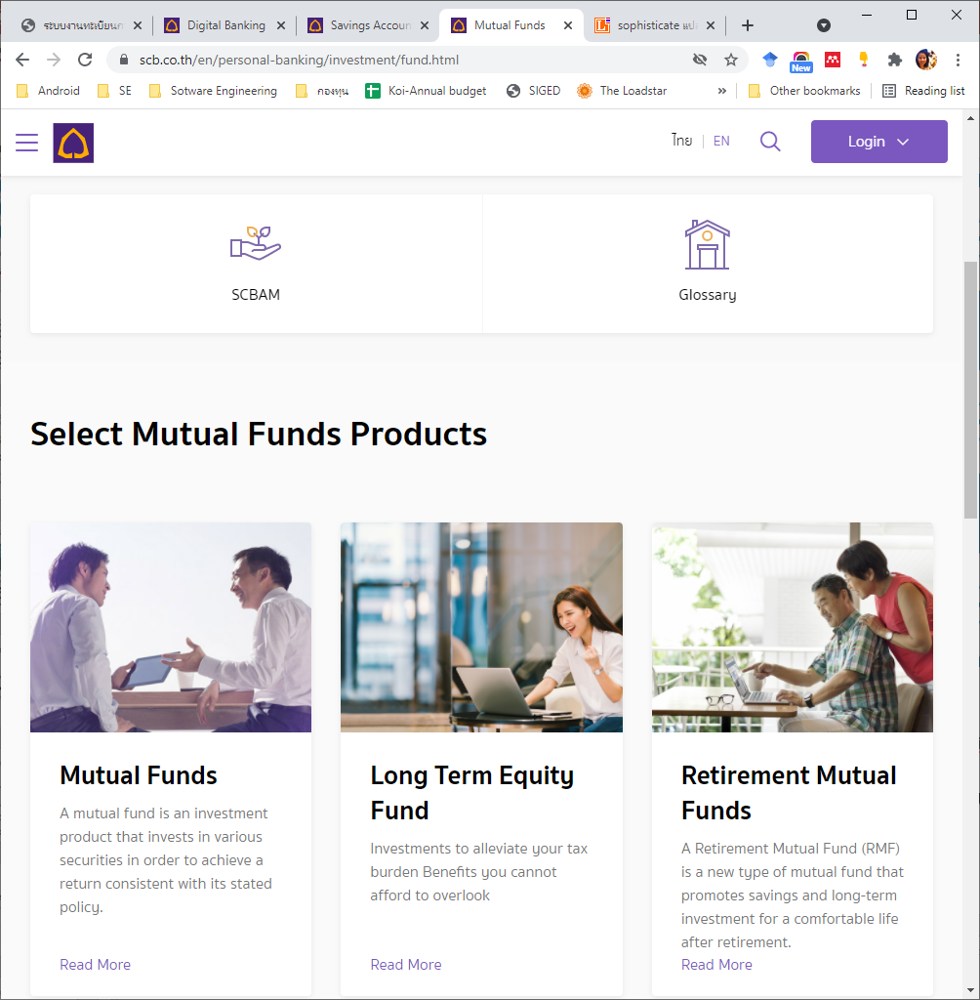 ระบบงานทะเบียนก
Digital Banking
Savings Accoun
Mutual Funds
sophisticate แปล
scb.co.th/en/personal-banking/investment/fund.html
New
Android
SE
Sotware Engineering
กองทุน
Koi-Annual budget
SIGED
The Loadstar
»
Other bookmarks
Reading list
ไทย
EN
Login
SCBAM
Glossary
Select Mutual Funds Products
Mutual Funds
A mutual fund is an investment
product that invests in various
securities in order to achieve a
return consistent with its stated
policy.
Read More
Long Term Equity
Fund
Investments to alleviate your tax
burden Benefits you cannot
afford to overlook
Read More
Retirement Mutual
Funds
A Retirement Mutual Fund (RMF)
is a new type of mutual fund that
promotes savings and long-term
investment for a comfortable life
after retirement.
Read More